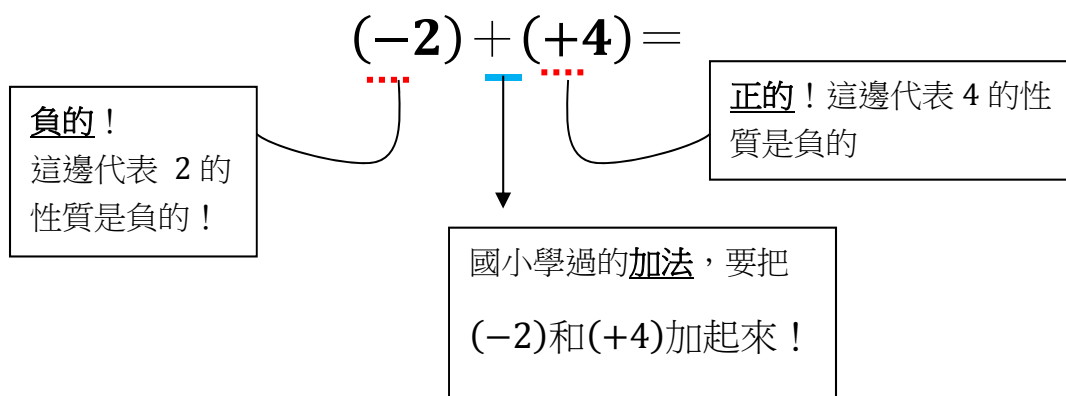 (−2)+(+4)=
負的！
這邊代表 2 的
性質是負的！
正的！這邊代表 4 的性
質是負的
國小學過的加法，要把
(−2)和(+4)加起來！